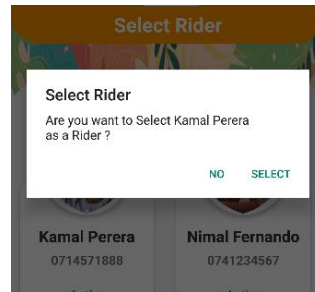 Select Rider
Select Rider
Are you want to Select Kamal Perera
as a Rider ?
NO SELECT
Kamal Perera Nimal Fernando
0714571888 0741234567